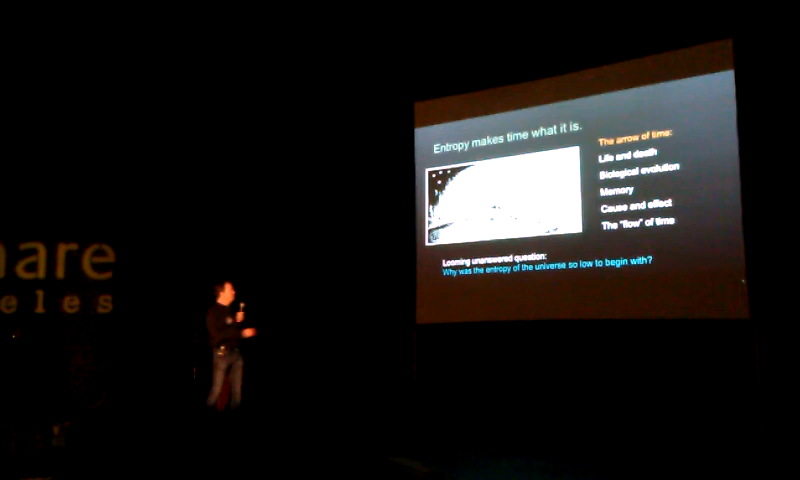 Entropy makes time what it is.
The arrow of time:
Life and death
Biological evolution
Memory
Cause and effect
The "flow" of time
Looming unanswered question:
Why was the entropy of the universe so low to begin with?
are
eles